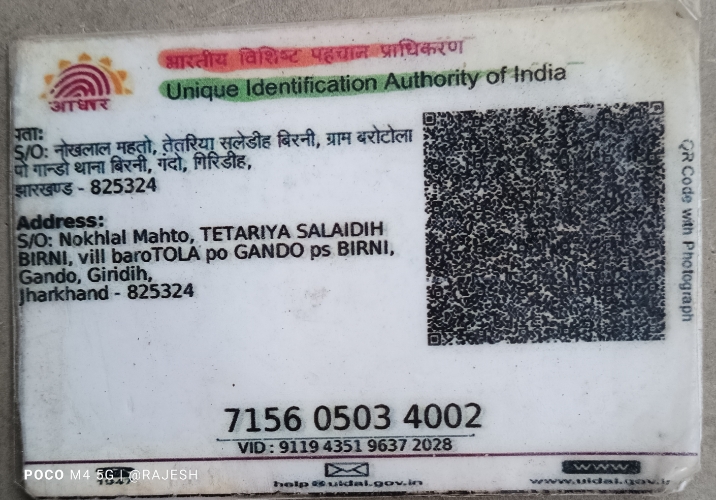 भारतीय विशिष्ट पहचान प्राधिकरण
Unique Identification Authority of India
आधार
पता:
S/O: नोखलाल महतो, तेतरिया सलेडीह बिरनी, ग्राम बरोटोला
पो गान्डो थाना बिरनी, गंदो, गिरिडीह,
झारखण्ड - 825324
Address:
S/O: Nokhlal Mahto, TETARIYA SALAIDIH
BIRNI, vill baroTOLA po GANDO ps BIRNI,
Gando, Giridih,
Jharkhand - 825324
QR Code with Photograph
7156 0503 4002
VID : 9119 4351 9637 2028
1947
help@uidai.gov.in
www
www.uidai.gov.in
POCO M4 5G | @RAJESH